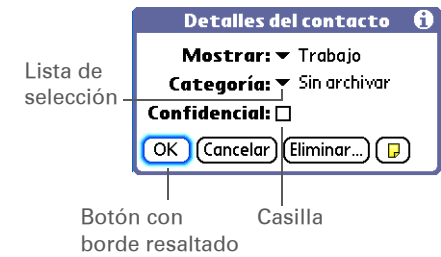 Detalles del contacto
Mostrar: Trabajo
Lista de
selección
Categoría: Sin archivar
Confidencial:
OK Cancelar Eliminar...
Botón con
borde resaltado
Casilla